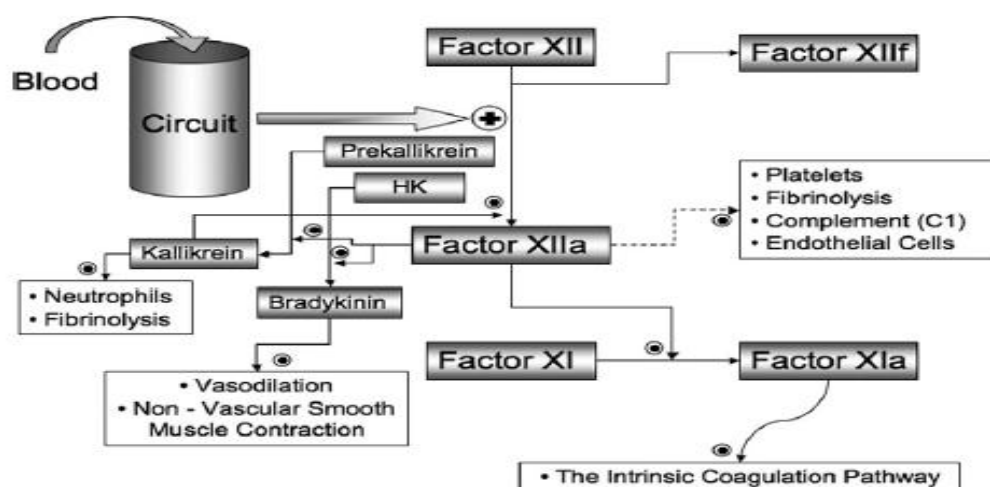 Blood
Circuit
Factor XII
Factor XIIf
Prekallikrein
HK
• Platelets
• Fibrinolysis
• Complement (C1)
• Endothelial Cells
Kallikrein
Factor XIIa
• Neutrophils
• Fibrinolysis
Bradykinin
• Vasodilation
• Non - Vascular Smooth
Muscle Contraction
Factor XI
Factor XIa
• The Intrinsic Coagulation Pathway